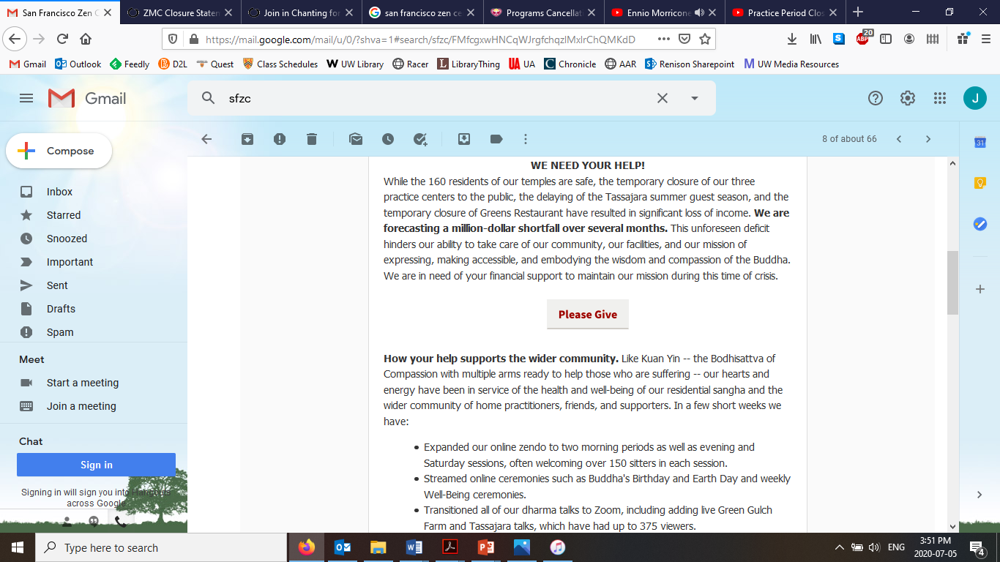 San Francisco Zen C
ZMC Closure Staten
Join in Chanting for
san francisco zen ce
Programs Cancellati
Ennio Morricone
Practice Period Clos
https://mail.google.com/mail/u/0/?shva=1#search/sfzc/FMfcgxwHNCqWJrgfchqzlMxlrChQMKdD
20
ABP
Gmail
Outlook
Feedly
D2L
Quest
Class Schedules
UW Library
Racer
LibraryThing
UA
Chronicle
AAR
Renison Sharepoint
UW Media Resources
Gmail
sfzc
J
Compose
8 of about 66
31
Inbox
Starred
Snoozed
Important
Sent
Drafts
Spam
Meet
Start a meeting
Join a meeting
Chat
Sign in
Signing in will sign you into Hangouts
across Google
WE NEED YOUR HELP!
While the 160 residents of our temples are safe, the temporary closure of our three
practice centers to the public, the delaying of the Tassajara summer guest season, and the
temporary closure of Greens Restaurant have resulted in significant loss of income. We are
forecasting a million-dollar shortfall over several months. This unforeseen deficit
hinders our ability to take care of our community, our facilities, and our mission of
expressing, making accessible, and embodying the wisdom and compassion of the Buddha.
We are in need of your financial support to maintain our mission during this time of crisis.
Please Give
How your help supports the wider community. Like Kuan Yin -- the Bodhisattva of
Compassion with multiple arms ready to help those who are suffering -- our hearts and
energy have been in service of the health and well-being of our residential sangha and the
wider community of home practitioners, friends, and supporters. In a few short weeks we
have:
• Expanded our online zendo to two morning periods as well as evening and
Saturday sessions, often welcoming over 150 sitters in each session.
• Streamed online ceremonies such as Buddha's Birthday and Earth Day and weekly
Well-Being ceremonies.
• Transitioned all of our dharma talks to Zoom, including adding live Green Gulch
Farm and Tassajara talks, which have had up to 375 viewers.
Type here to search
ENG
3:51 PM
2020-07-05
4